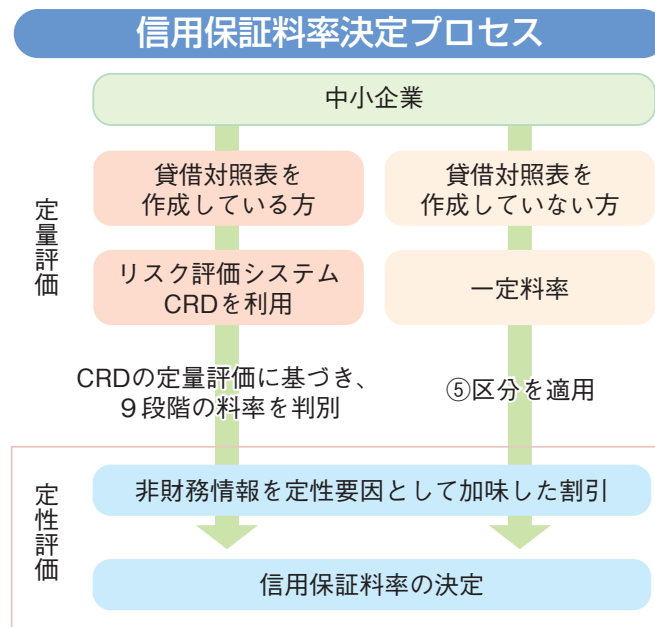 信用保証料率決定プロセス
中小企業
定量評価
貸借対照表を
作成している方
貸借対照表を
作成していない方
リスク評価システム
CRDを利用
一定料率
CRDの定量評価に基づき、
９段階の料率を判別
⑤区分を適用
定性評価
非財務情報を定性要因として加味した割引
信用保証料率の決定